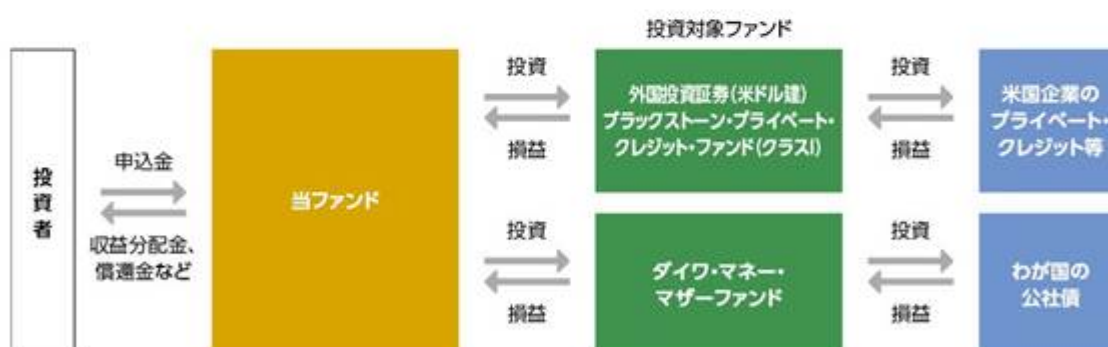 投資対象ファンド
投資者
申込金
収益分配金、
償還金など
当ファンド
投資
損益
外国投資証券(米ドル建)
ブラックストーン・プライベート・
クレジット・ファンド(クラスI)
投資
損益
米国企業の
プライベート・
クレジット等
投資
損益
ダイワ・マネー・
マザーファンド
投資
損益
わが国の
公社債